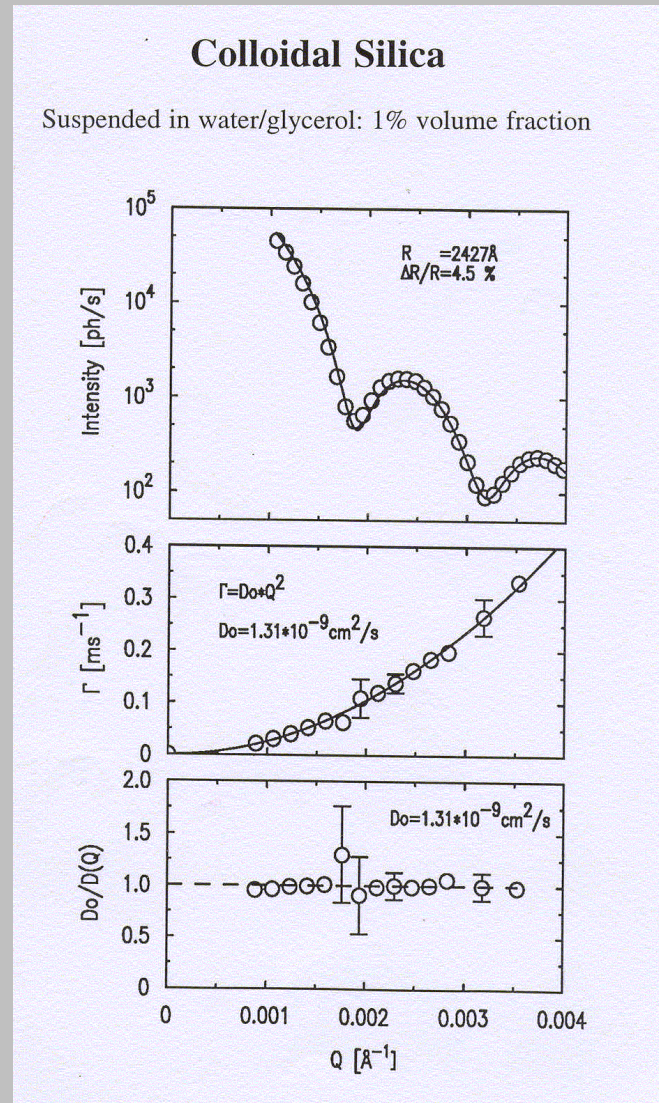 Colloidal Silica
Suspended in water/glycerol: 1% volume fraction
10^5
10^4
10^3
10^2
Intensity [ph/s]
R =2427Å
ΔR/R=4.5 %
0.4
0.3
0.2
0.1
0
Γ [ms^-1]
Γ=Do*Q^2
Do=1.31*10^-9cm^2/s
2.0
1.5
1.0
0.5
0
Do/D(Q)
Do=1.31*10^-9cm^2/s
0 0.001 0.002 0.003 0.004
Q [Å^-1]